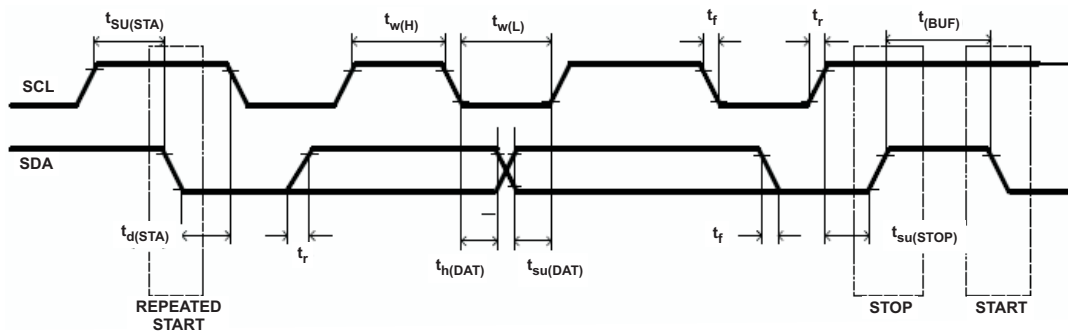 tSU(STA)
tw(H)
tw(L)
tf
tr
t(BUF)
SCL
SDA
td(STA)
tr
th(DAT)
tsu(DAT)
tf
tsu(STOP)
REPEATED
START
STOP
START